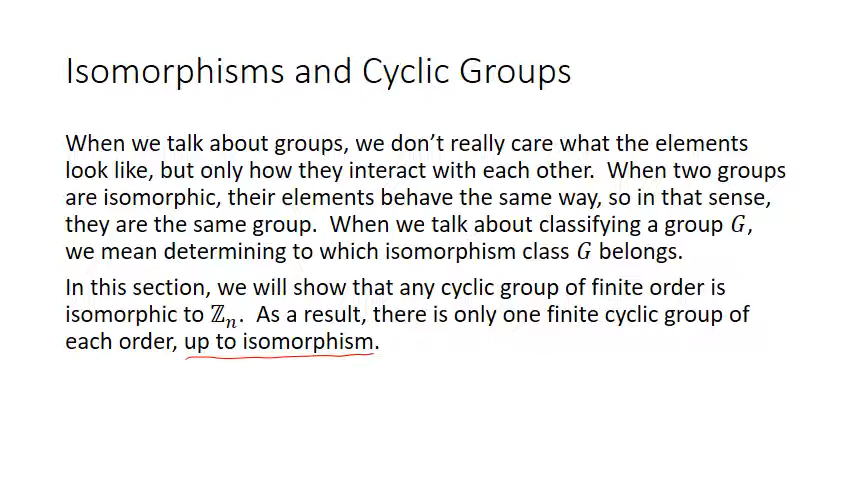 Isomorphisms and Cyclic Groups
When we talk about groups, we don’t really care what the elements
look like, but only how they interact with each other. When two groups
are isomorphic, their elements behave the same way, so in that sense,
they are the same group. When we talk about classifying a group 𝐺,
we mean determining to which isomorphism class 𝐺 belongs.
In this section, we will show that any cyclic group of finite order is
isomorphic to ℤₙ. As a result, there is only one finite cyclic group of
each order, up to isomorphism.